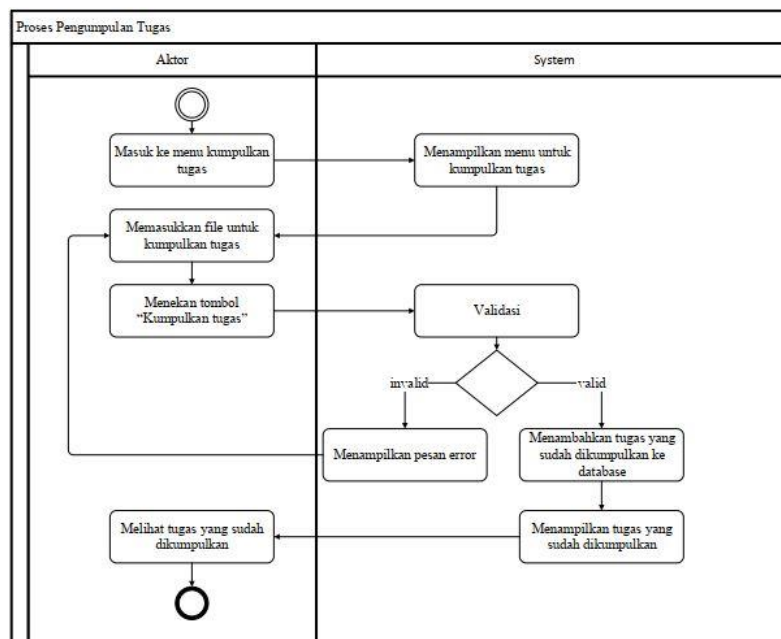 Proses Pengumpulan Tugas
Aktor
System
Masuk ke menu kumpulkan
tugas
Menampilkan menu untuk
kumpulkan tugas
Memasukkan file untuk
kumpulkan tugas
Menekan tombol
“Kumpulkan tugas”
Validasi
invalid
valid
Menampilkan pesan error
Menambahkan tugas yang
sudah dikumpulkan ke
database
Melihat tugas yang sudah
dikumpulkan
Menampilkan tugas yang
sudah dikumpulkan